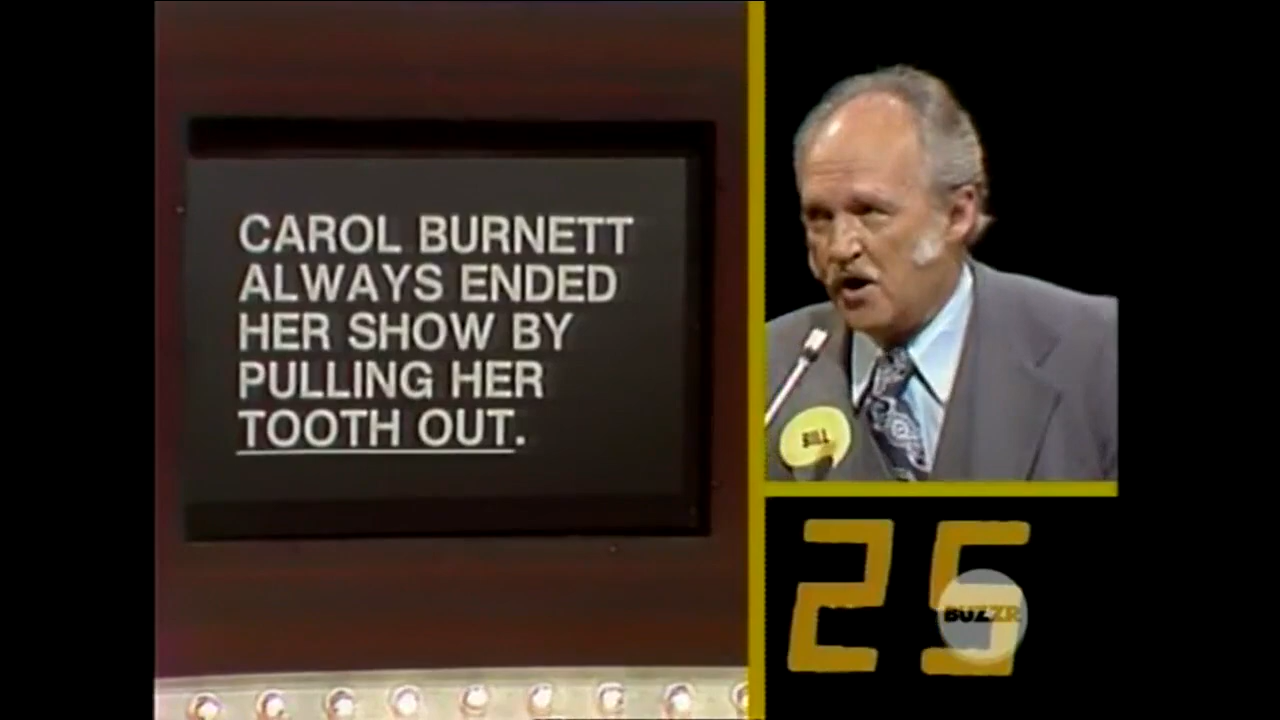 CAROL BURNETT
ALWAYS ENDED
HER SHOW BY
PULLING HER
TOOTH OUT.
BILL
25
BUZZR